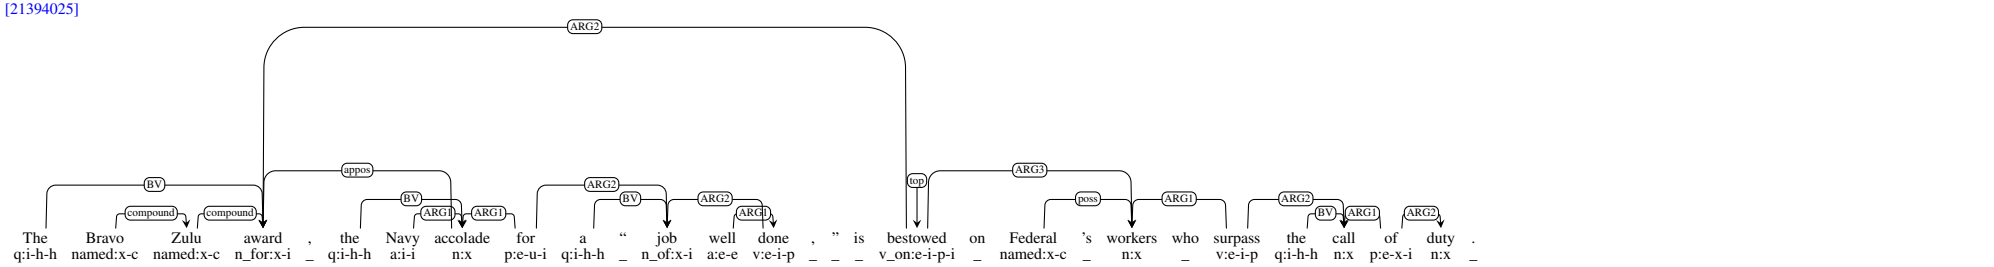 [21394025]
ARG2
appos ARG3
top
BV ARG2
BV BV ARG2 poss ARG1 ARG2
compound compound ARG1 ARG1 ARG1 BV ARG1 ARG2
The Bravo Zulu award , the Navy accolade for a “ job well done , ” is bestowed on Federal 's workers who surpass the call of duty .
q:i-h-h named:x-c named:x-c n_for:x-i _ q:i-h-h a:i-i n:x p:e-u-i q:i-h-h _ n_of:x-i a:e-e v:e-i-p _ _ _ v_on:e-i-p-i _ named:x-c _ n:x _ v:e-i-p q:i-h-h n:x p:e-x-i n:x _